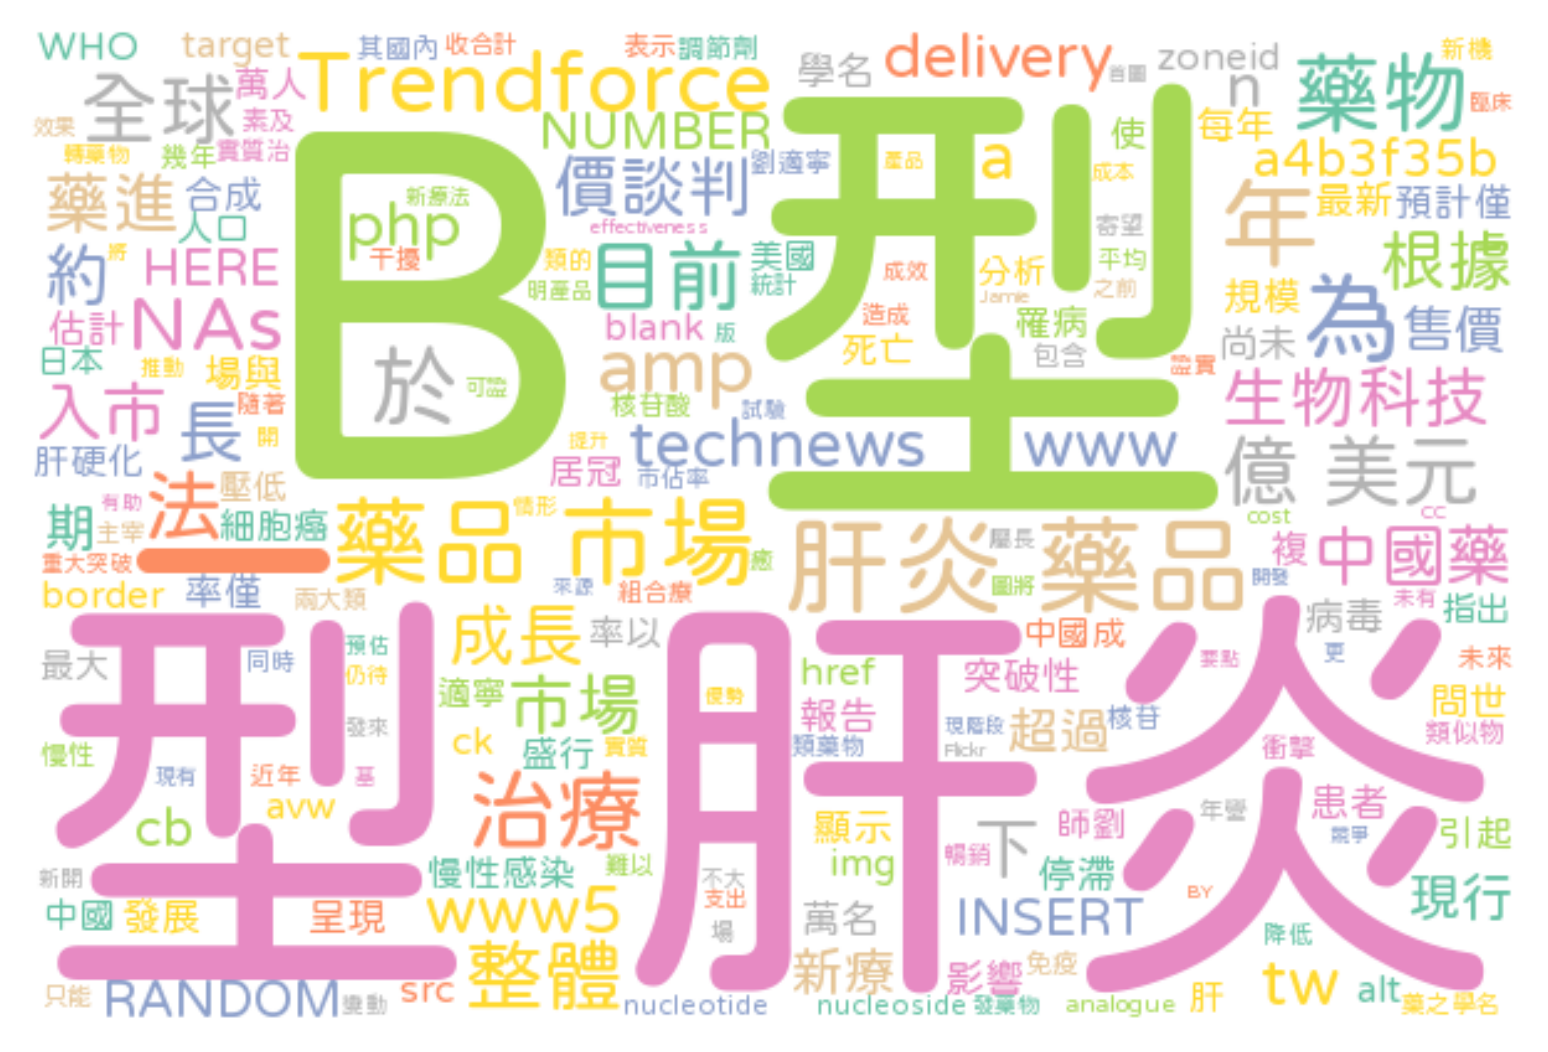 WHO
target
其國內
收合計
表示
調節劑
學名
delivery
首圖
zoneid
新機
全球
萬人
Trendforce
n
藥物
臨床
效果
素及
NUMBER
使
每年
轉藥物
幾年
實質治
B型
價談判
劉適寧
產品
a
成本
a4b3f35b
藥進
合成
新療法
年
最新
預計僅
人口
php
effectiveness
寄望
約
將
HERE
干擾
類的
目前
美國
成效
分析
平均
根據
明產品
統計
Jamie
之前
規模
為
售價
估計
NAs
blank
版
造成
罹病
尚未
日本
推動
場與
於
可證
amp
死亡
包含
證實
入市
隨著
核苷酸
試驗
生物科技
長
開
提升
technews
www
肝硬化
居冠
市佔率
億
美元
法
壓低
有助
情形
cost
cc
期
主宰
細胞癌
藥品
市場
肝炎
屬長
藥品
複
中國藥
重大突破
一
癒
開發
border
率僅
兩大類
來源
組合療
圖將
病毒
未有
指出
型
肝炎
成長
率以
中國成
最大
同時
預估
href
突破性
要點
更
未來
仍待
適寧
市場
優勢
報告
現階段
超過
核苷
問世
發來
ck
盛行
實質
類藥物
Flickr
衝擊
類似物
慢性
現有
近年
基
治療
cb
avw
顯示
下
師劉
年變
患者
競爭
引起
新開
慢性感染
難以
img
暢銷
停滯
不大
中國
發展
呈現
www5
支出
萬名
INSERT
BY
現行
場
降低
整體
新療
影響
免疫
tw
只能
RANDOM
變動
src
nucleotide
nucleoside
發藥物
analogue
肝
alt
藥之學名